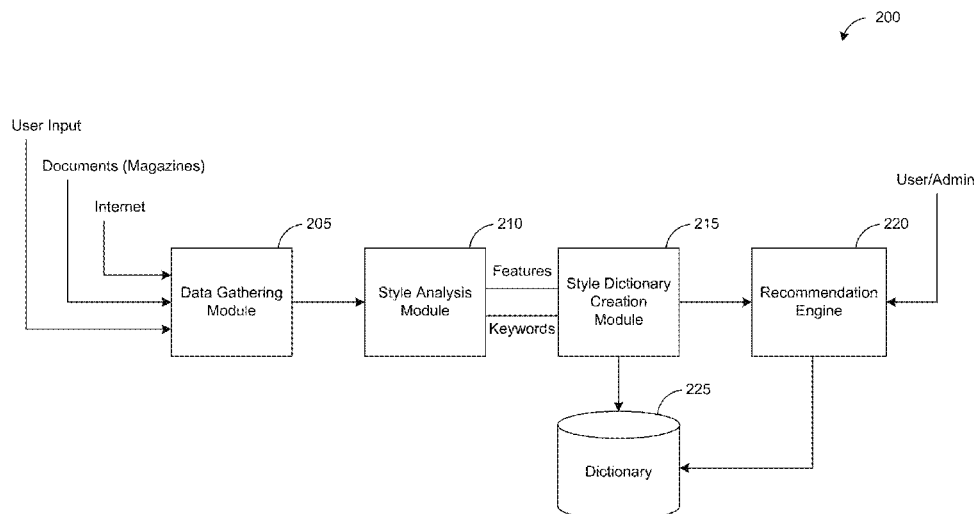 200
User Input
Documents (Magazines)
Internet
User/Admin
205
210
215
220
Data Gathering
Module
Style Analysis
Module
Features
Keywords
Style Dictionary
Creation
Module
Recommendation
Engine
225
Dictionary